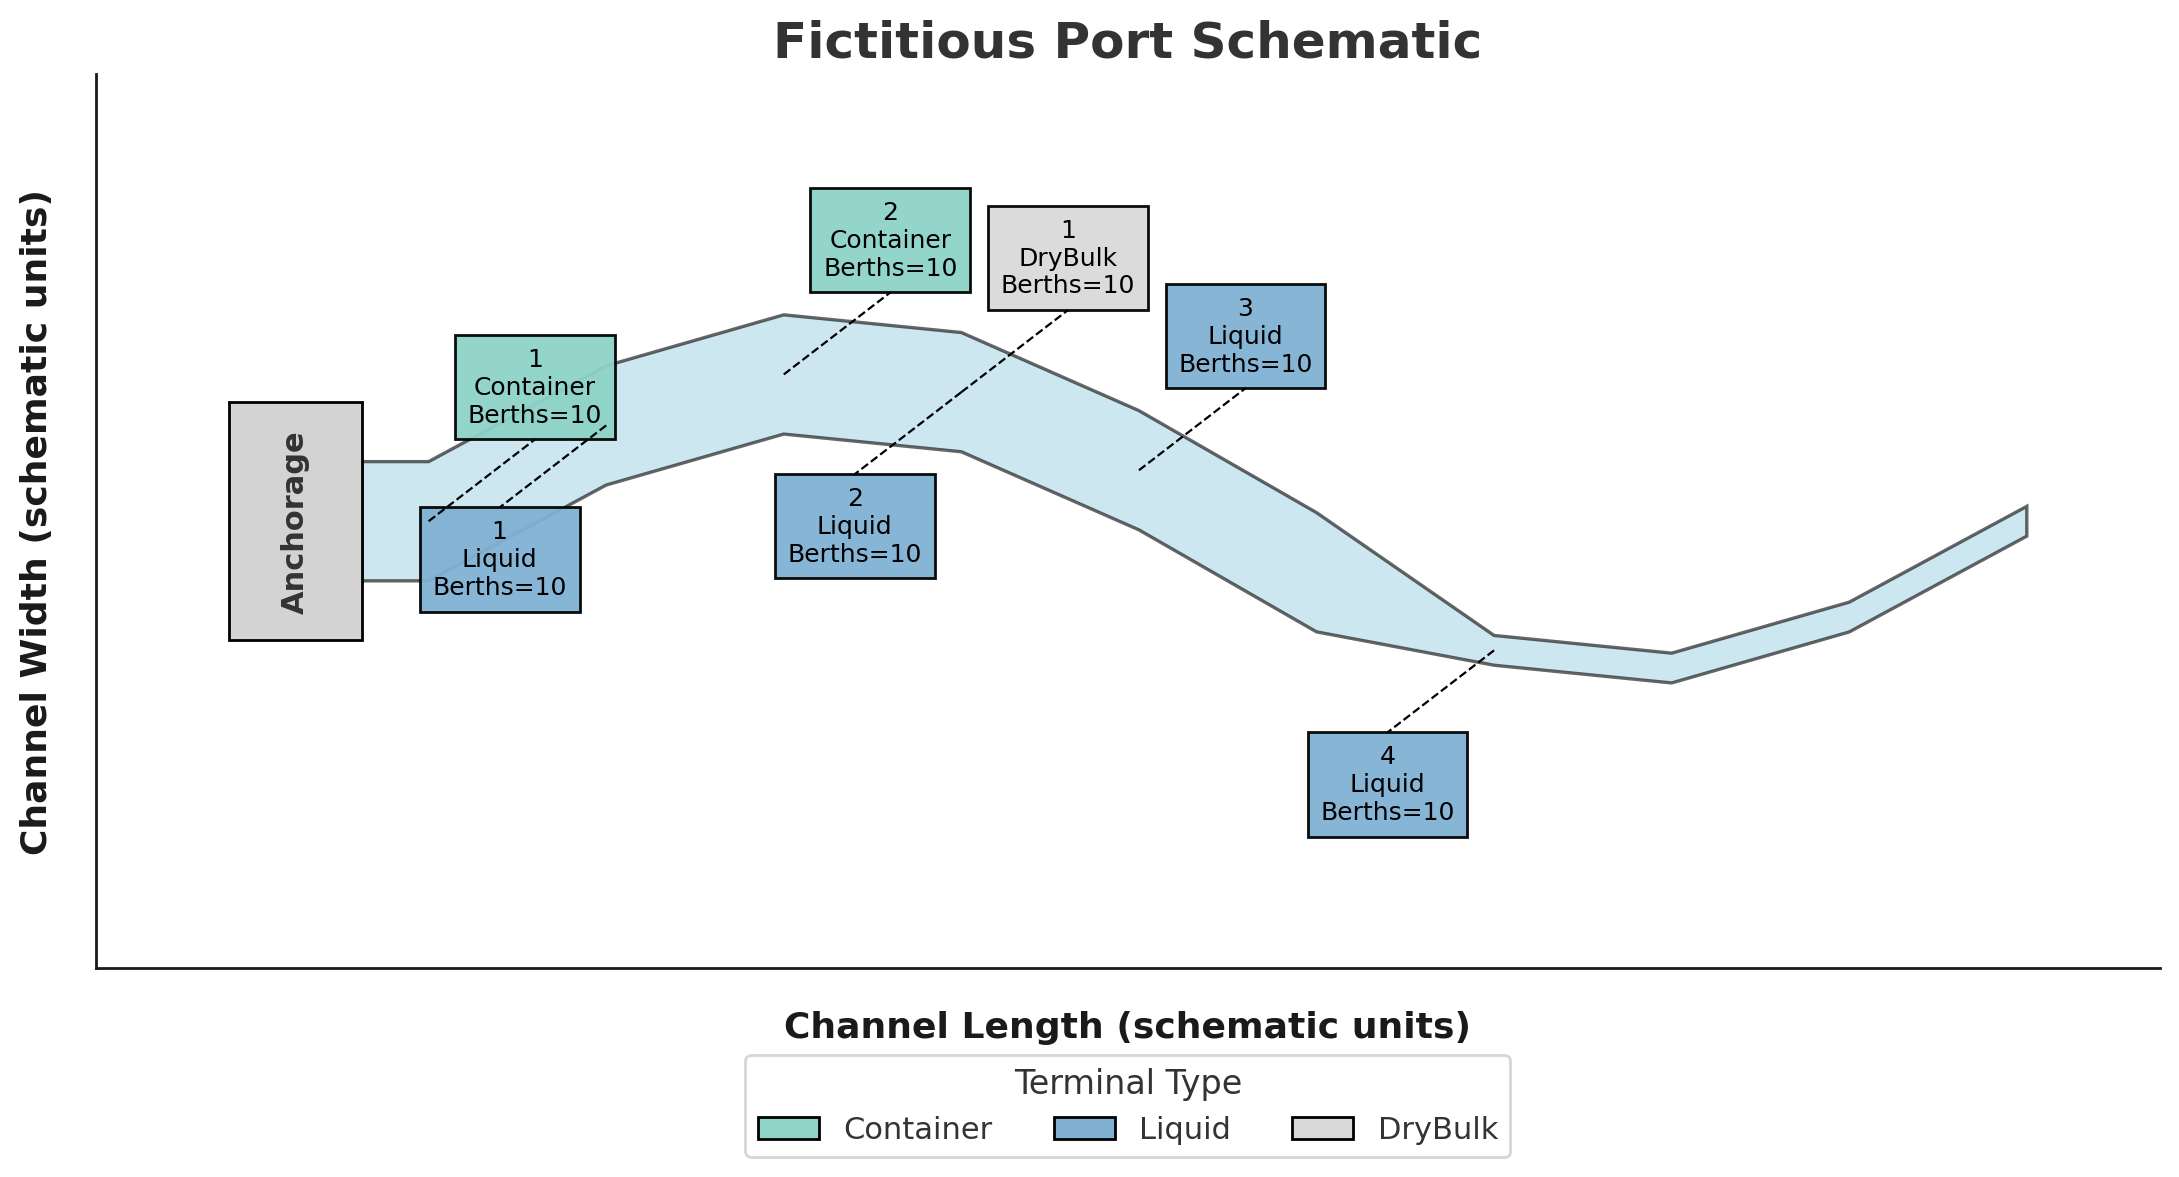 Fictitious Port Schematic
Channel Width (schematic units)
Anchorage
1
Container
Berths=10
1
Liquid
Berths=10
2
Container
Berths=10
2
Liquid
Berths=10
1
DryBulk
Berths=10
3
Liquid
Berths=10
4
Liquid
Berths=10
Channel Length (schematic units)
Terminal Type
Container
Liquid
DryBulk